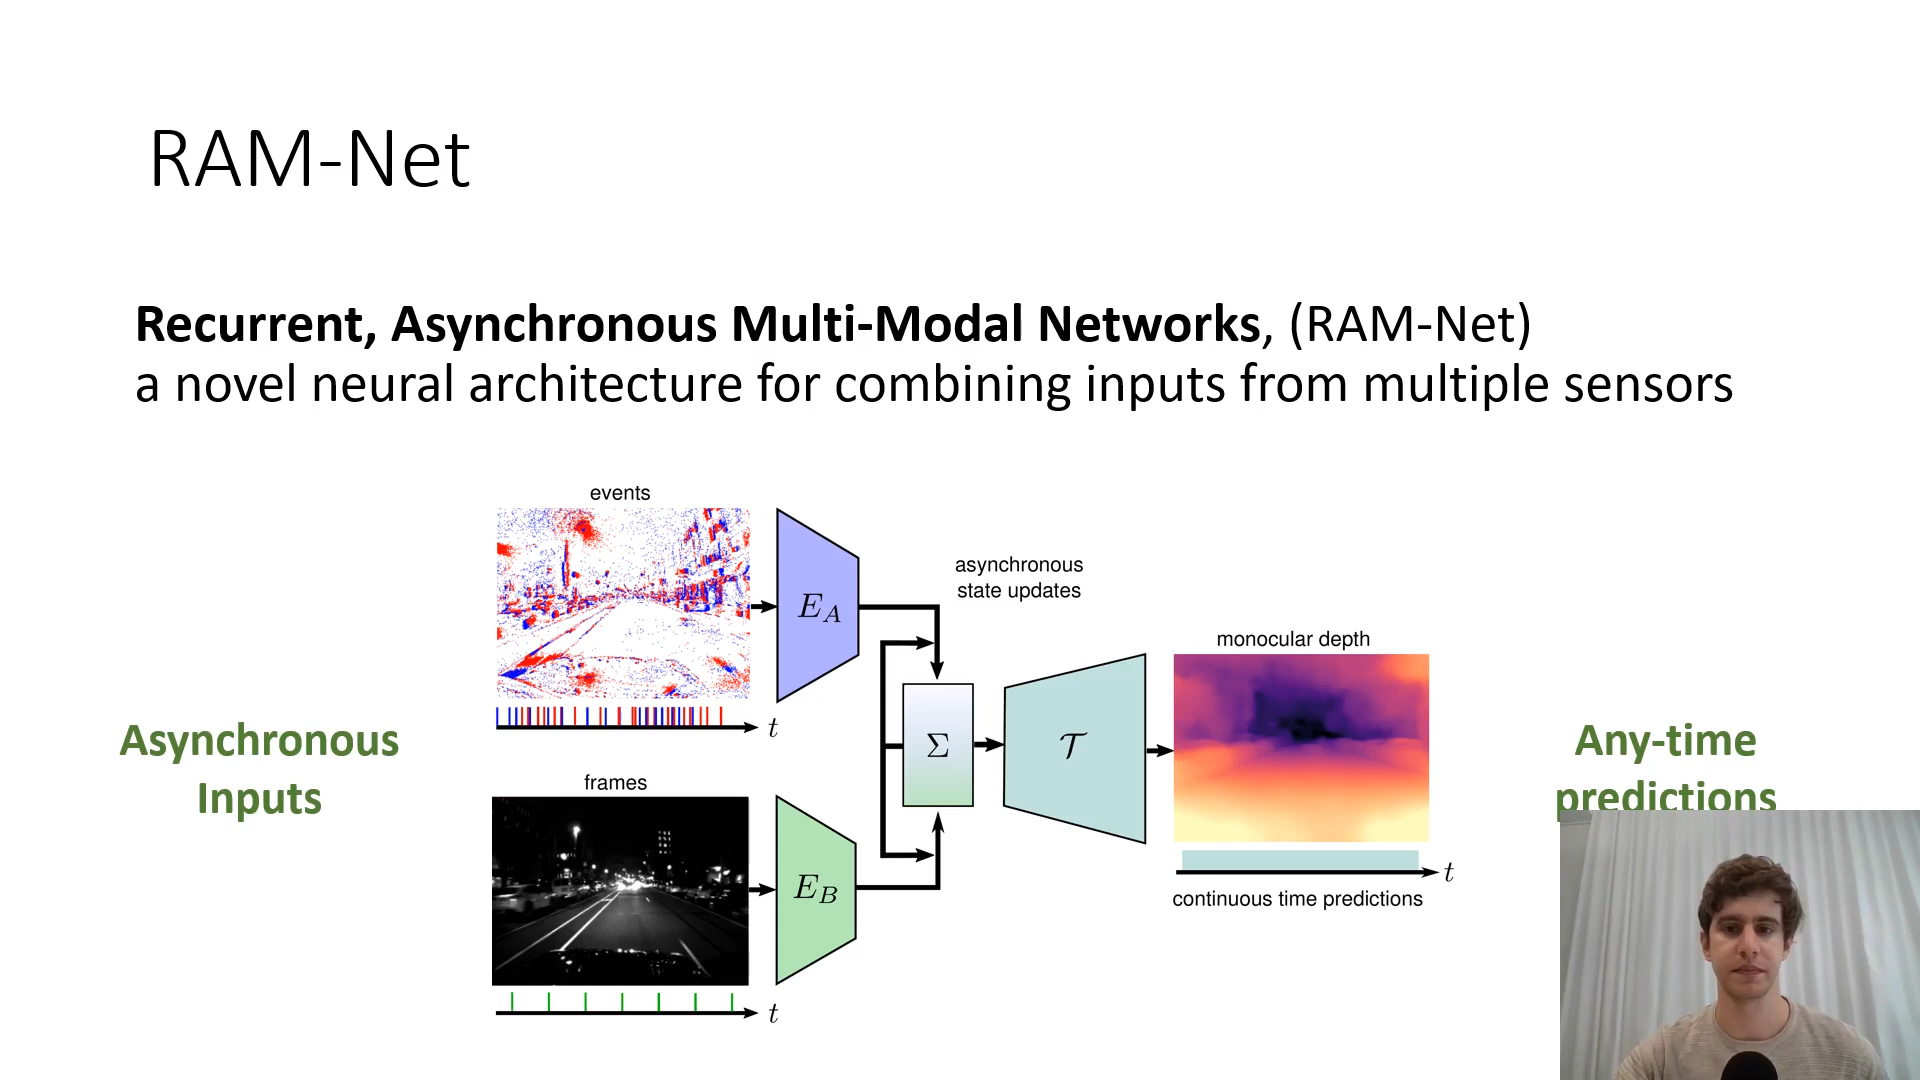 RAM-Net
Recurrent, Asynchronous Multi-Modal Networks, (RAM-Net)
a novel neural architecture for combining inputs from multiple sensors
events
E_A
asynchronous
state updates
t
Asynchronous
Inputs
frames
E_B
t
Σ
𝒯
monocular depth
t
continuous time predictions
Any-time
predictions